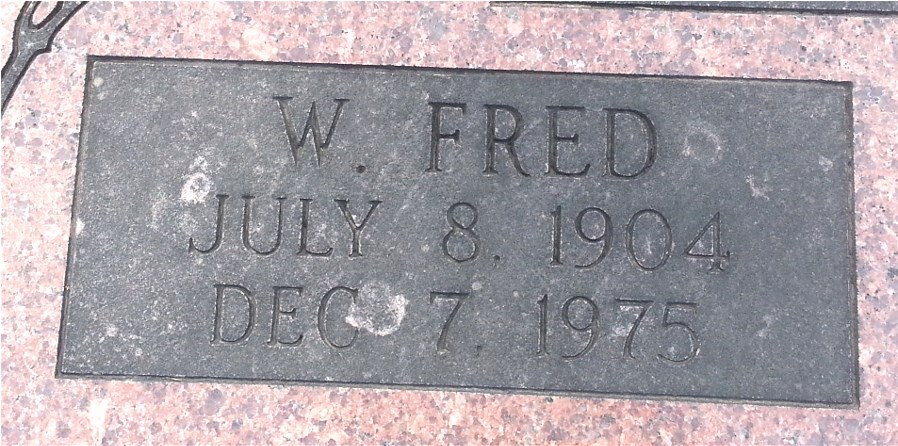 W. FRED
JULY 8, 1904
DEC 7, 1975